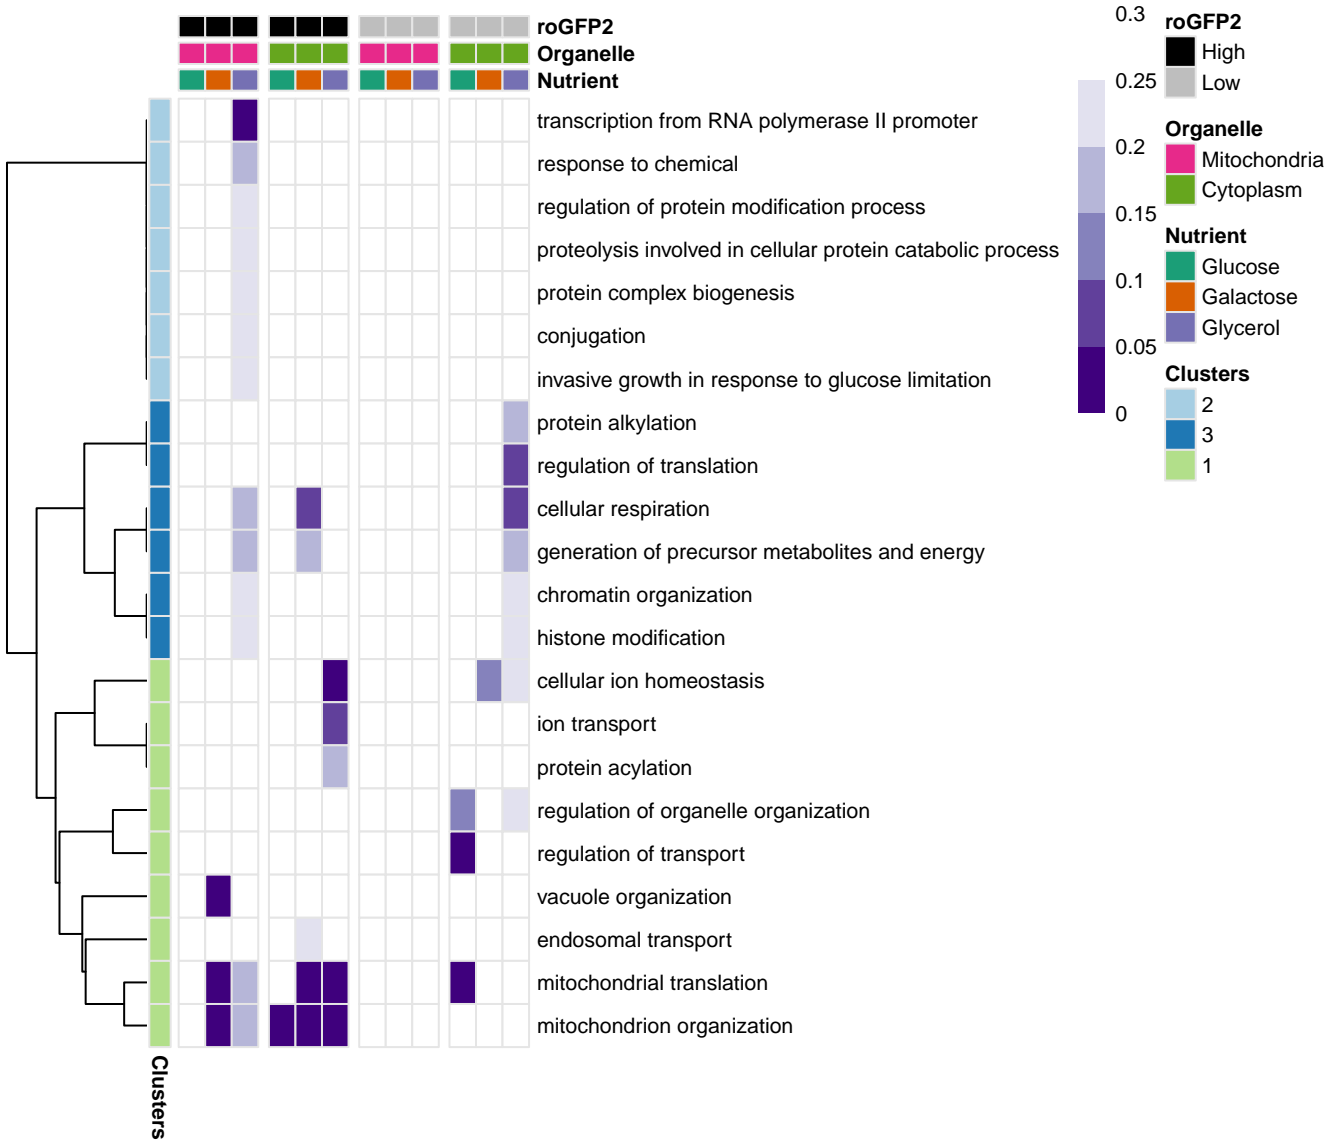 roGFP2
Organelle
Nutrient
transcription from RNA polymerase II promoter
response to chemical
regulation of protein modification process
proteolysis involved in cellular protein catabolic process
protein complex biogenesis
conjugation
invasive growth in response to glucose limitation
protein alkylation
regulation of translation
cellular respiration
generation of precursor metabolites and energy
chromatin organization
histone modification
cellular ion homeostasis
ion transport
protein acylation
regulation of organelle organization
regulation of transport
vacuole organization
endosomal transport
mitochondrial translation
mitochondrion organization
Clusters
0.3
0.25
0.2
0.15
0.1
0.05
0
roGFP2
High
Low
Organelle
Mitochondria
Cytoplasm
Nutrient
Glucose
Galactose
Glycerol
Clusters
2
3
1